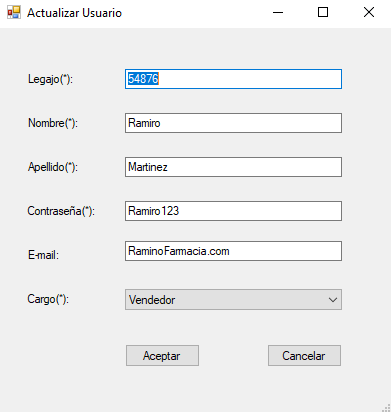 Actualizar Usuario
Legajo(*): 54876
Nombre(*): Ramiro
Apellido(*): Martinez
Contraseña(*): Ramiro123
E-mail: RaminoFarmacia.com
Cargo(*): Vendedor
Aceptar Cancelar